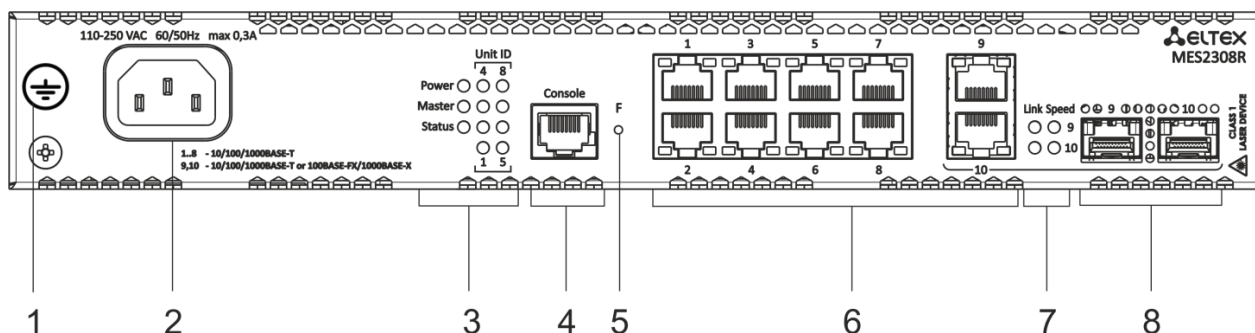 110-250 VAC 60/50Hz max 0,3A
Unit ID
4 8
Power
Master
Status
1 5
1..8 - 10/100/1000BASE-T
9,10 - 10/100/1000BASE-T or 100BASE-FX/1000BASE-X
Console
F
1 3 5 7 9
2 4 6 8 10
ELTEX
MES2308R
Link Speed
9
10
9 10
CLASS 1
LASER DEVICE
1 2 3 4 5 6 7 8